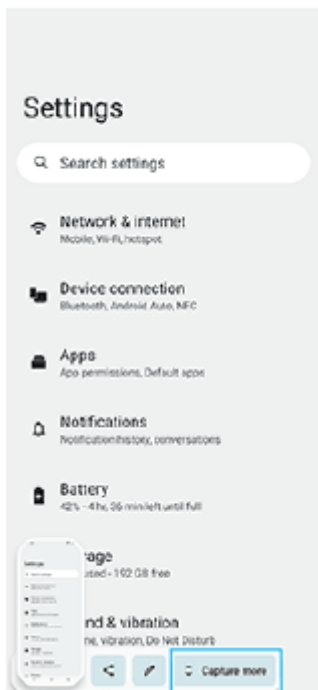 Settings
Search settings
Network & internet
Mobile, Wi-Fi, hotspot
Device connection
Bluetooth, Android Auto, NFC
Apps
App permissions, Default apps
Notifications
Notification history, conversations
Battery
42% - 4 hr, 36 min left until full
rage
used - 192 GB free
nd & vibration
ne, vibration, Do Not Disturb
Capture more